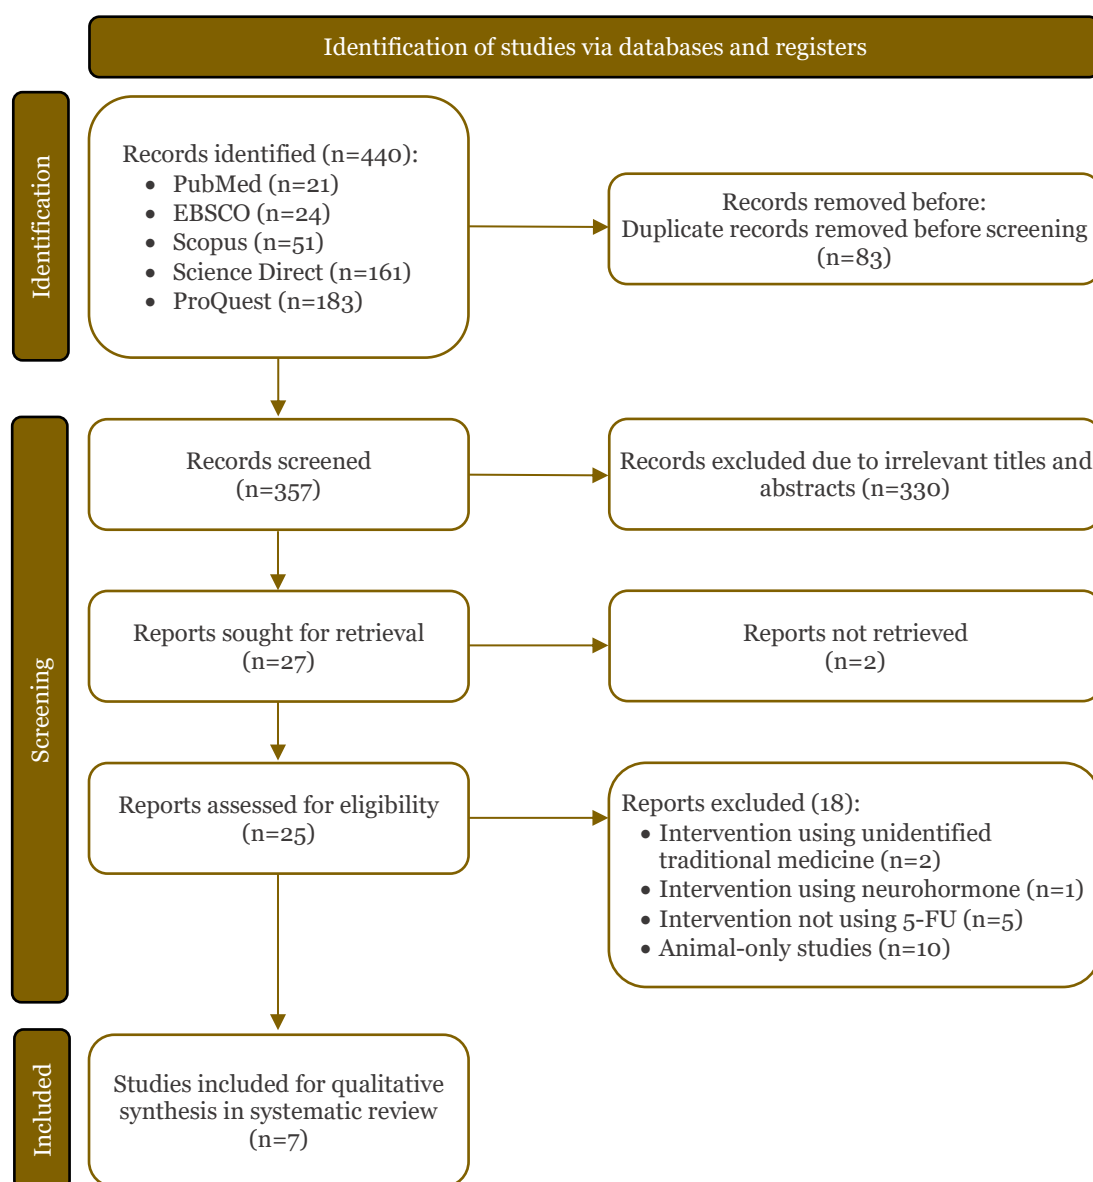 Identification of studies via databases and registers
Identification
Records identified (n=440):
• PubMed (n=21)
• EBSCO (n=24)
• Scopus (n=51)
• Science Direct (n=161)
• ProQuest (n=183)
Records removed before:
Duplicate records removed before screening
(n=83)
Screening
Records screened
(n=357)
Records excluded due to irrelevant titles and
abstracts (n=330)
Reports sought for retrieval
(n=27)
Reports not retrieved
(n=2)
Reports assessed for eligibility
(n=25)
Reports excluded (18):
• Intervention using unidentified
traditional medicine (n=2)
• Intervention using neurohormone (n=1)
• Intervention not using 5-FU (n=5)
• Animal-only studies (n=10)
Included
Studies included for qualitative
synthesis in systematic review
(n=7)